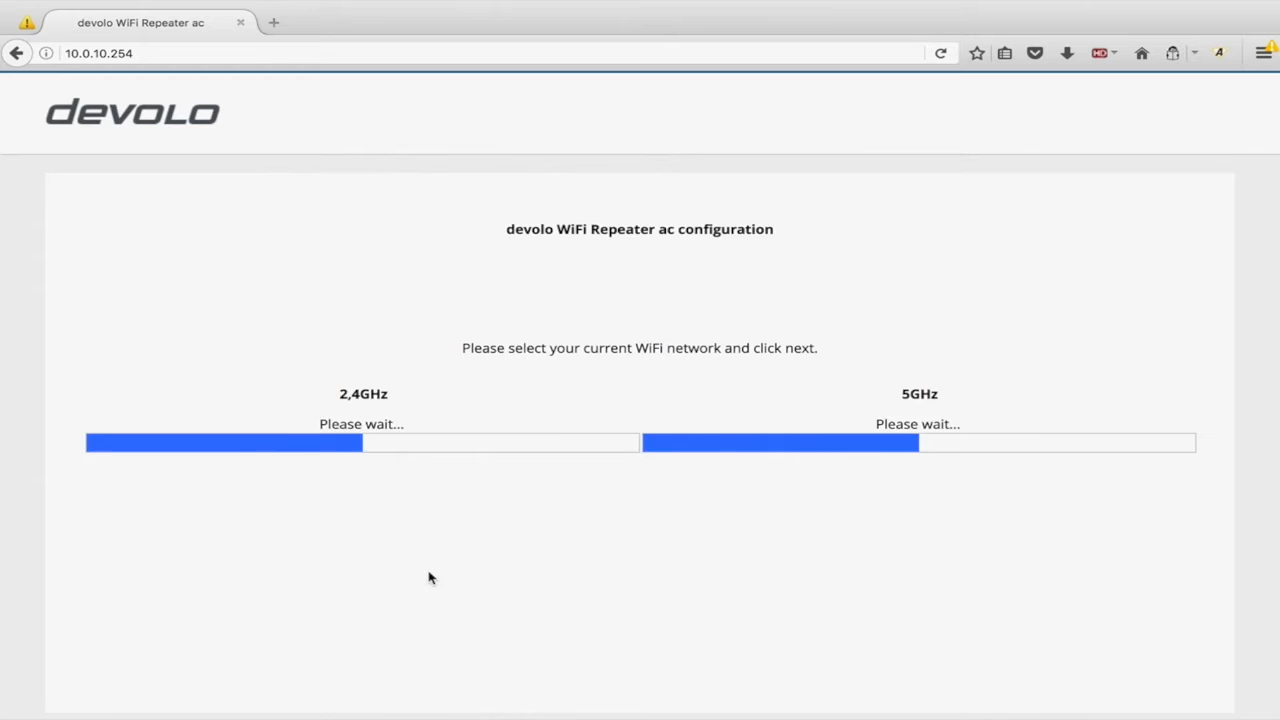 devolo WiFi Repeater ac
10.0.10.254
HD
A
devolo
devolo WiFi Repeater ac configuration
Please select your current WiFi network and click next.
2,4GHz 5GHz
Please wait... Please wait...